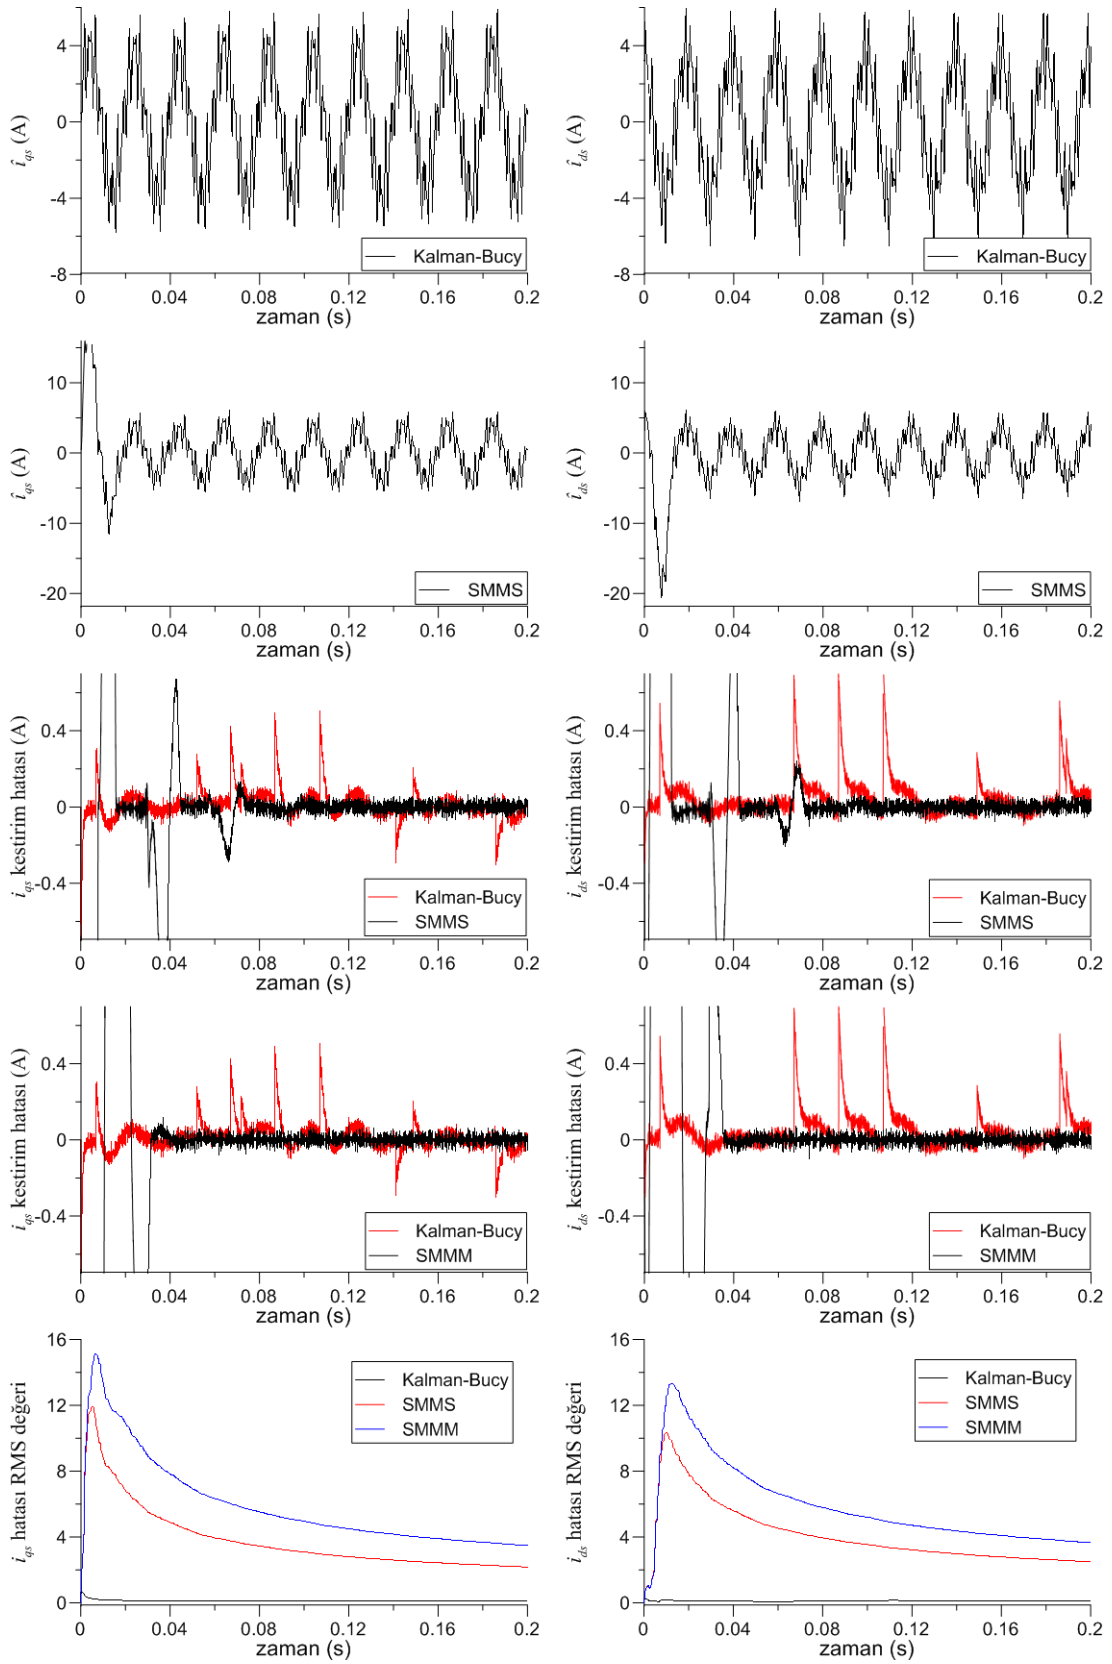 4
0
-4
-8
î_qs (A)
Kalman-Bucy
0 0.04 0.08 0.12 0.16 0.2
zaman (s)
4
0
-4
-8
î_ds (A)
Kalman-Bucy
0 0.04 0.08 0.12 0.16 0.2
zaman (s)
10
0
-10
-20
î_qs (A)
SMMS
0 0.04 0.08 0.12 0.16 0.2
zaman (s)
10
0
-10
-20
î_ds (A)
SMMS
0 0.04 0.08 0.12 0.16 0.2
zaman (s)
0.4
0
-0.4
i_qs kestirim hatası (A)
Kalman-Bucy
SMMS
0 0.04 0.08 0.12 0.16 0.2
zaman (s)
0.4
0
-0.4
i_ds kestirim hatası (A)
Kalman-Bucy
SMMS
0 0.04 0.08 0.12 0.16 0.2
zaman (s)
0.4
0
-0.4
i_qs kestirim hatası (A)
Kalman-Bucy
SMMM
0 0.04 0.08 0.12 0.16 0.2
zaman (s)
0.4
0
-0.4
i_ds kestirim hatası (A)
Kalman-Bucy
SMMM
0 0.04 0.08 0.12 0.16 0.2
zaman (s)
16
12
8
4
0
i_qs hatası RMS değeri
Kalman-Bucy
SMMS
SMMM
0 0.04 0.08 0.12 0.16 0.2
zaman (s)
16
12
8
4
0
i_ds hatası RMS değeri
Kalman-Bucy
SMMS
SMMM
0 0.04 0.08 0.12 0.16 0.2
zaman (s)